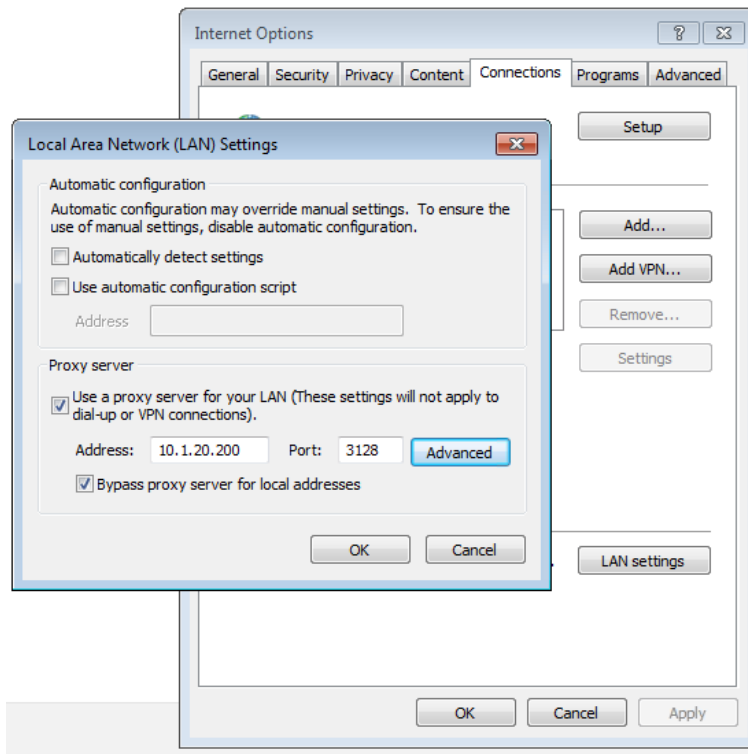 Internet Options
General Security Privacy Content Connections Programs Advanced
Setup
Add...
Add VPN...
Remove...
Settings
LAN settings
OK Cancel Apply
Local Area Network (LAN) Settings
Automatic configuration
Automatic configuration may override manual settings. To ensure the
use of manual settings, disable automatic configuration.
Automatically detect settings
Use automatic configuration script
Address
Proxy server
Use a proxy server for your LAN (These settings will not apply to
dial-up or VPN connections).
Address: 10.1.20.200 Port: 3128 Advanced
Bypass proxy server for local addresses
OK Cancel